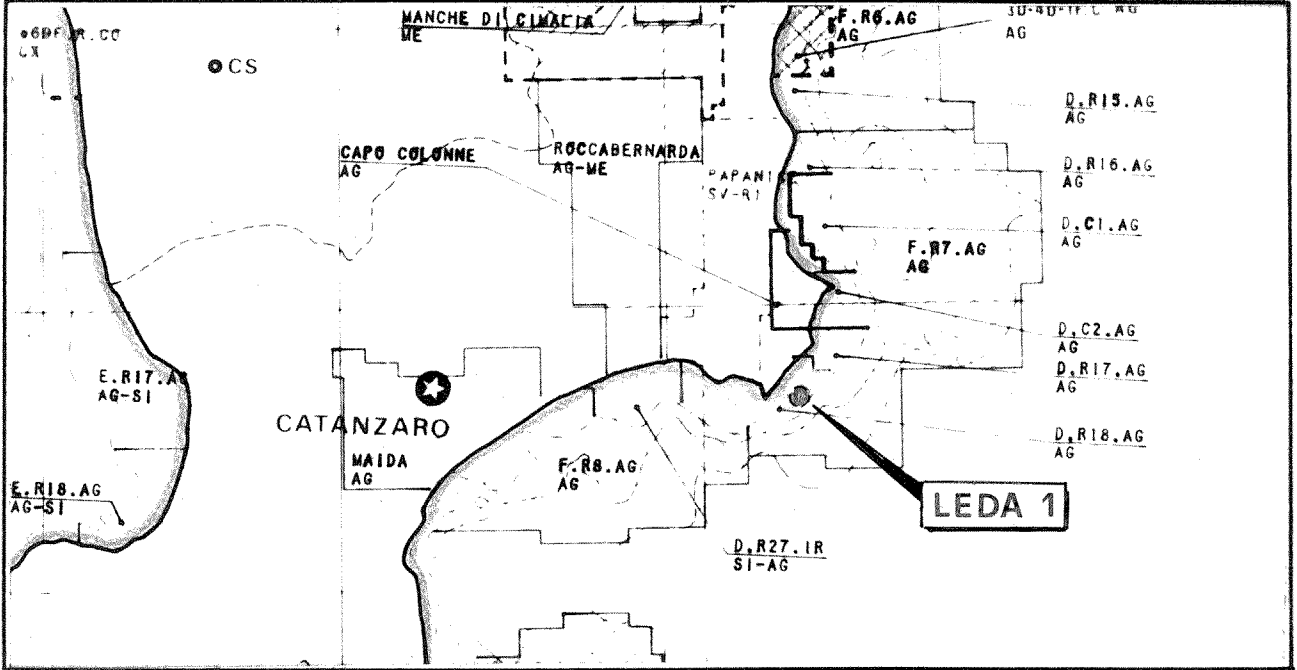 MANCHE DI CIMALIA
ME
F.R6.AG
AG
AG
CS
D.R15.AG
AG
CAPO COLONNE
AG
ROCCABERNARDA
AG-ME
D.R16.AG
AG
SV-RI
D.C1.AG
AG
F.R7.AG
AG
D.C2.AG
AG
E.R17.AG
AG-SI
D.R17.AG
AG
CATANZARO
D.R18.AG
AG
MAIDA
AG
F.R8.AG
AG
E.R18.AG
AG-SI
LEDA 1
D.R27.IR
SI-AG